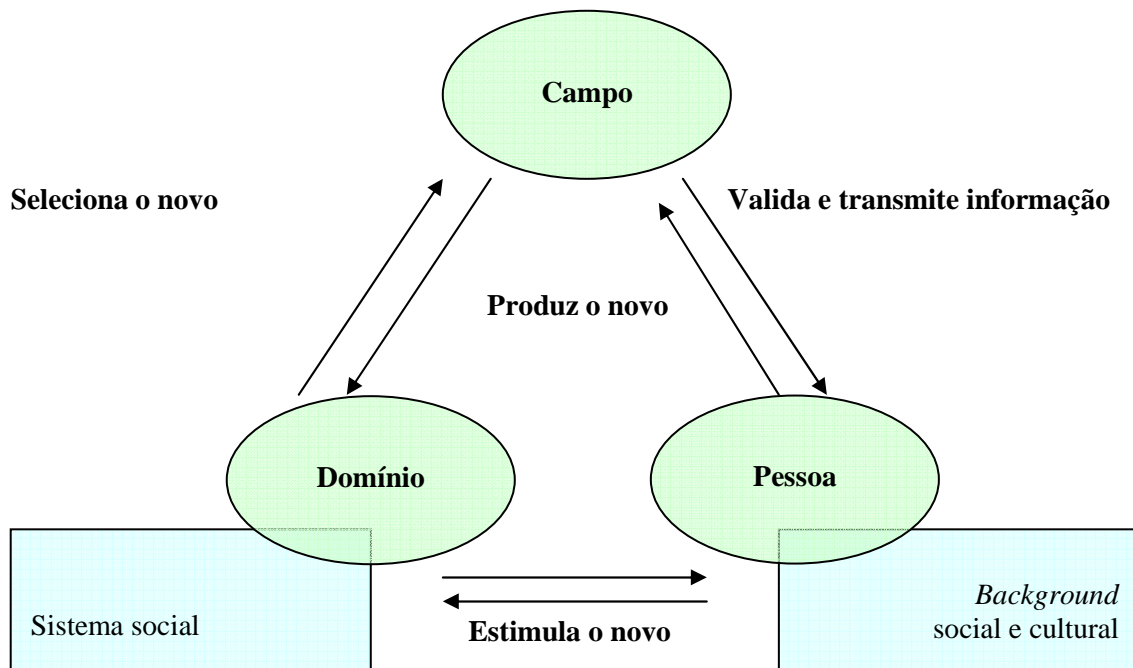 Campo
Seleciona o novo
Valida e transmite informação
Produz o novo
Domínio
Pessoa
Sistema social
Background
social e cultural
Estimula o novo